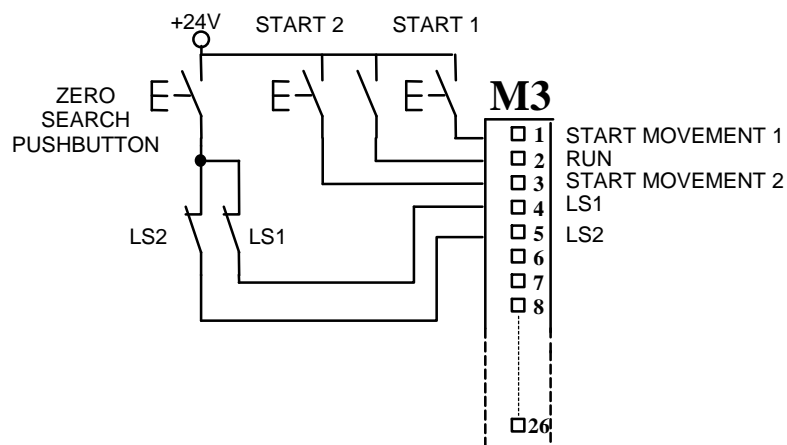 +24V
START 2
START 1
ZERO
SEARCH
PUSHBUTTON
M3
1 START MOVEMENT 1
2 RUN
3 START MOVEMENT 2
4 LS1
5 LS2
6
7
8
26
LS2
LS1